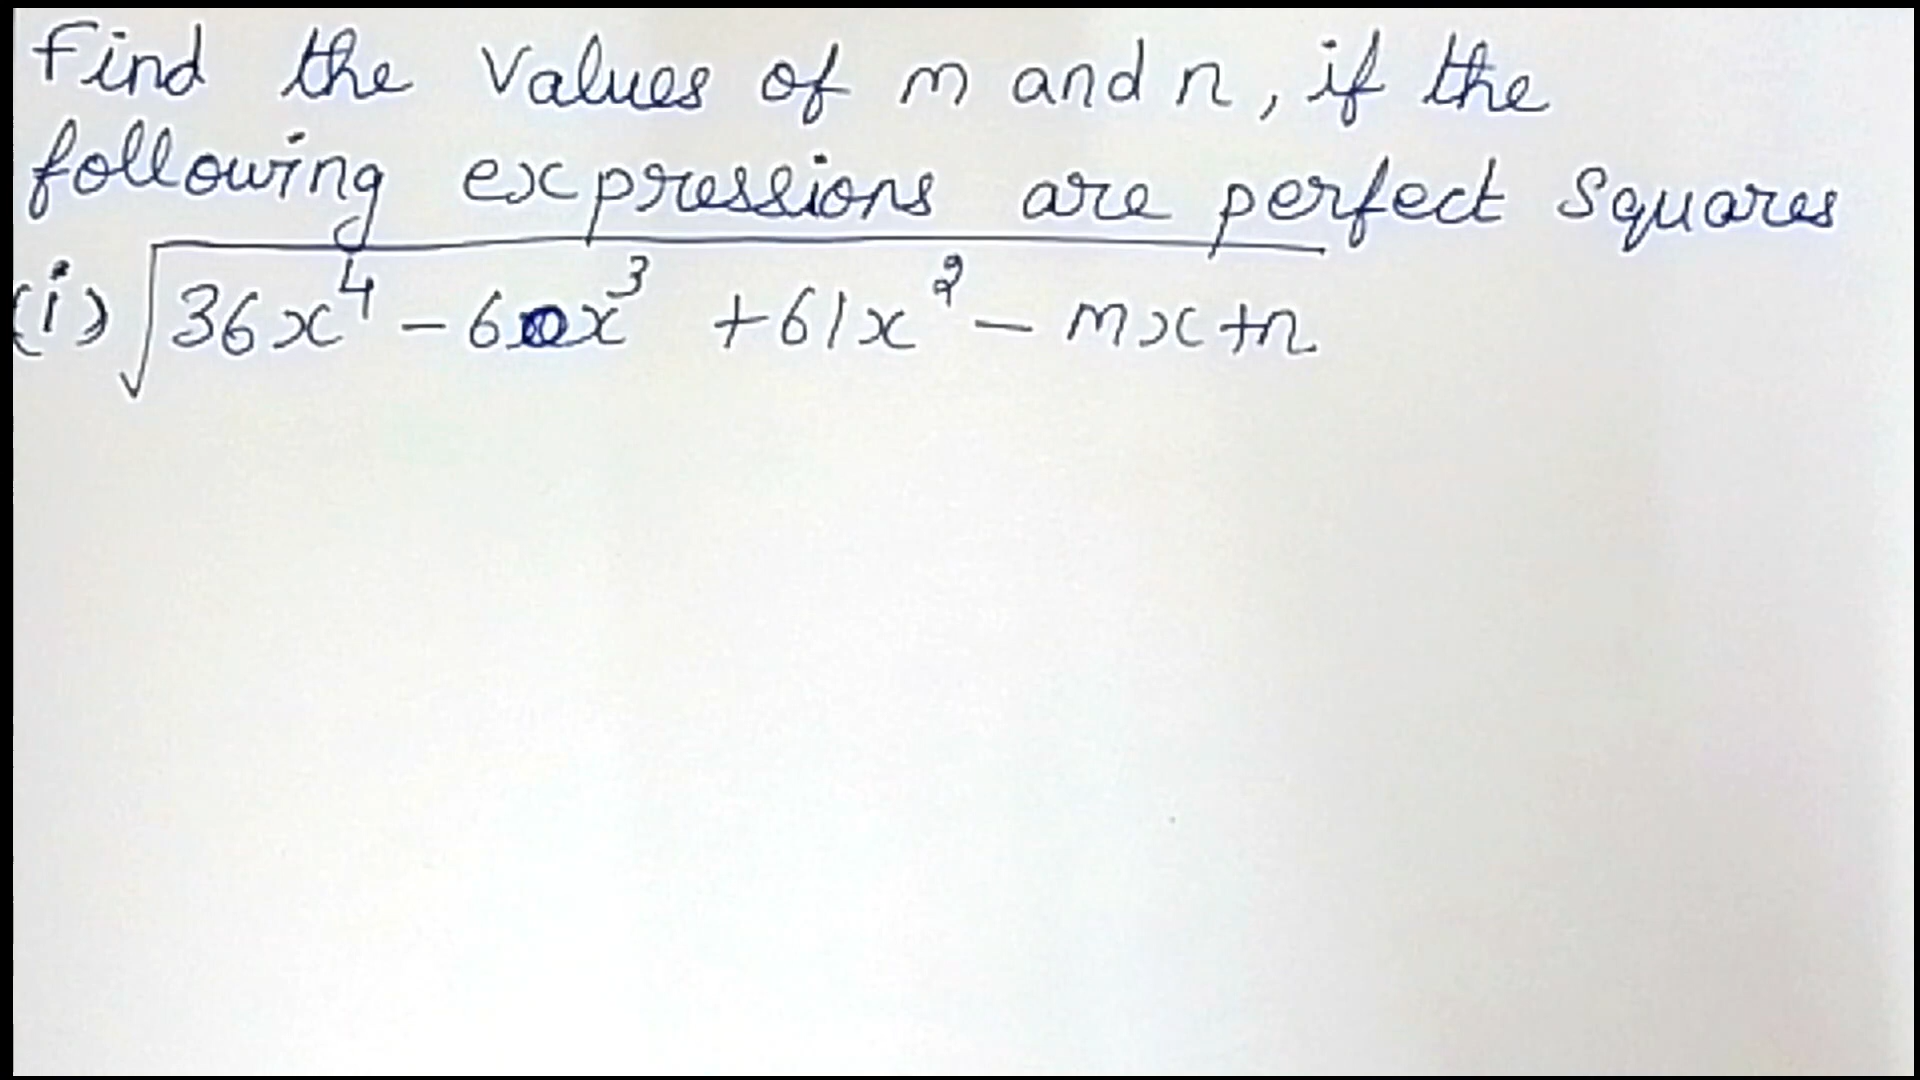 Find the Values of m and n, if the
following expressions are perfect Squares
(i) √36x⁴ - 60x³ + 61x² - mx + n